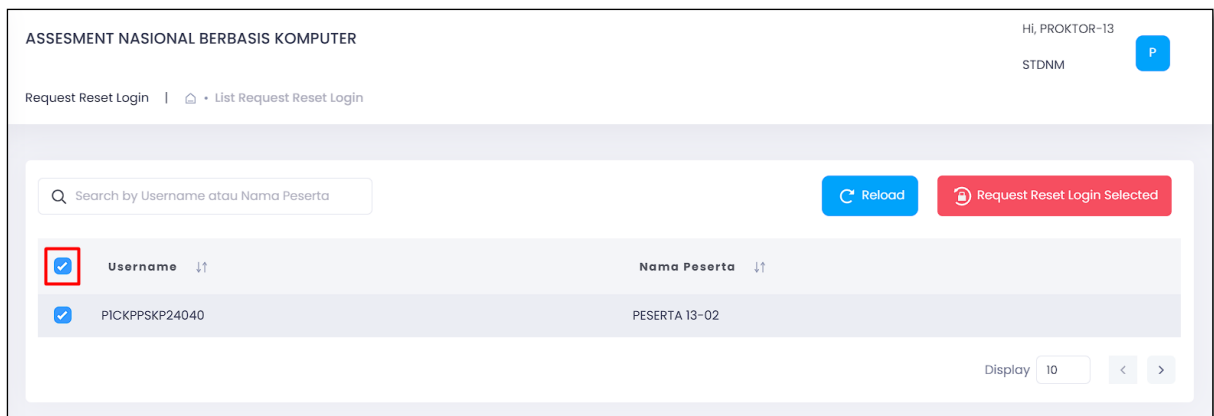 Hi, PROKTOR-13
ASSESMENT NASIONAL BERBASIS KOMPUTER
P
STDNM
Request Reset Login | • List Request Reset Login
Search by Username atau Nama Peserta
Reload
Request Reset Login Selected
Username ↓↑ Nama Peserta ↓↑
P1CKPPSKP24040 PESERTA 13-02
Display 10 < >